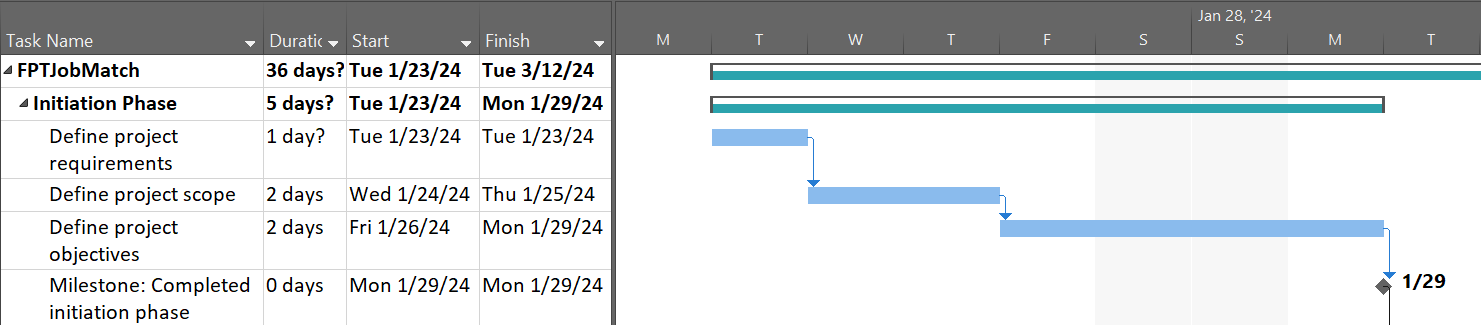 Jan 28, '24
Task Name Duratic Start Finish M T W T F S S M T
FPTJobMatch 36 days? Tue 1/23/24 Tue 3/12/24
Initiation Phase 5 days? Tue 1/23/24 Mon 1/29/24
Define project 1 day? Tue 1/23/24 Tue 1/23/24
requirements
Define project scope 2 days Wed 1/24/24 Thu 1/25/24
Define project 2 days Fri 1/26/24 Mon 1/29/24
objectives
Milestone: Completed 0 days Mon 1/29/24 Mon 1/29/24 1/29
initiation phase